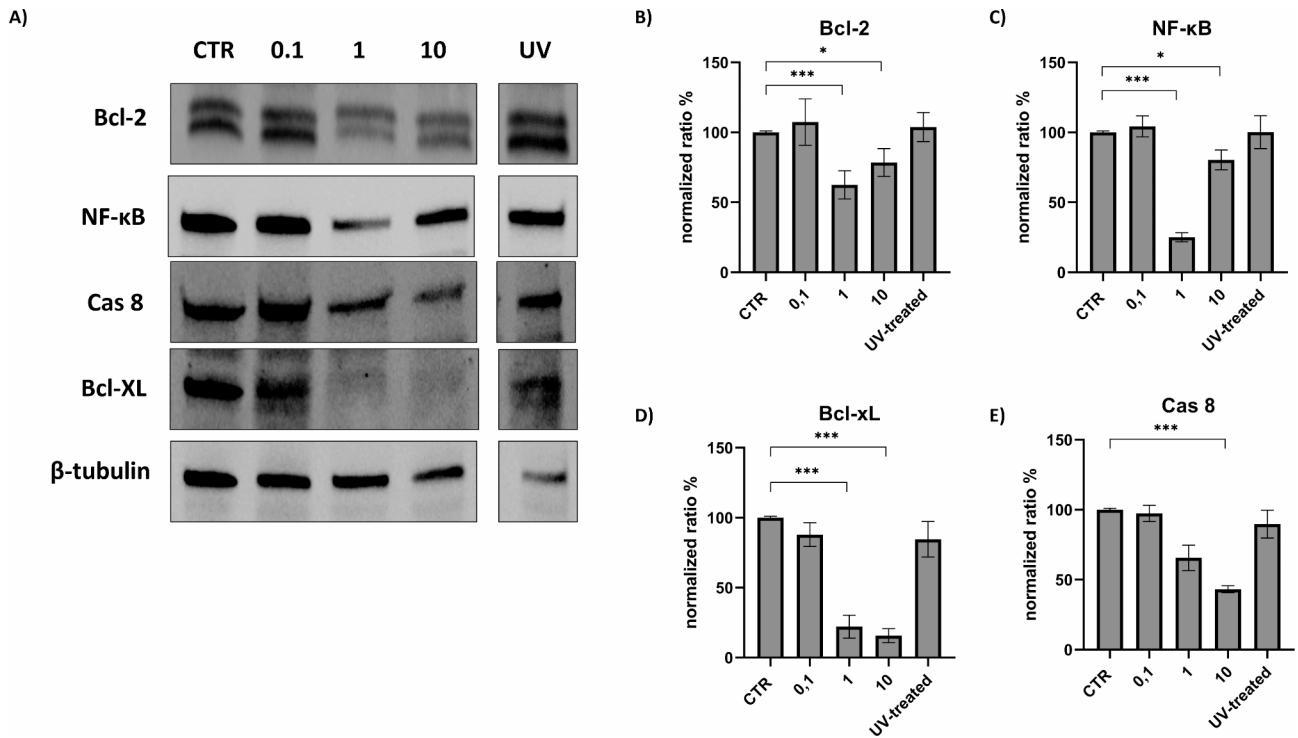 A)
CTR 0.1 1 10 UV
Bcl-2
NF-κB
Cas 8
Bcl-XL
β-tubulin
B)
Bcl-2
normalized ratio %
150
100
50
0
*
***
CTR 0,1 1 10 UV-treated
C)
NF-κB
normalized ratio %
150
100
50
0
*
***
CTR 0,1 1 10 UV-treated
D)
Bcl-xL
normalized ratio %
150
100
50
0
***
***
CTR 0,1 1 10 UV-treated
E)
Cas 8
normalized ratio %
150
100
50
0
***
CTR 0,1 1 10 UV-treated